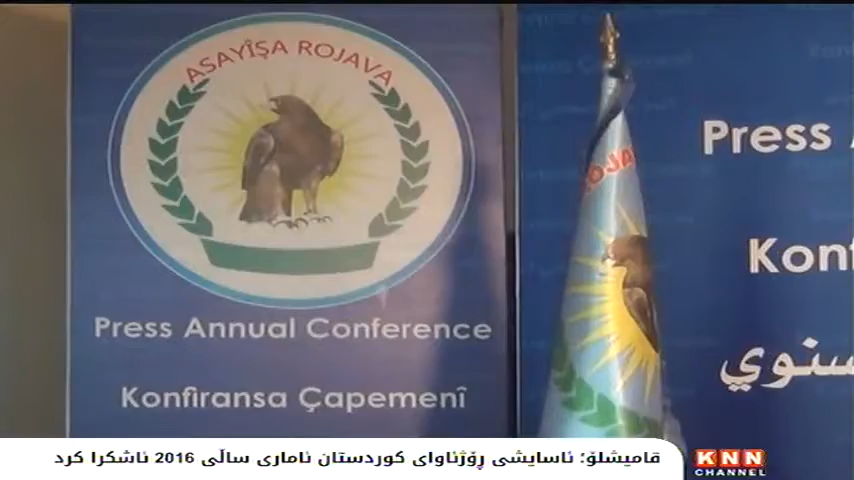 ASAYÎŞA ROJAVA
Press Annual Conference
Konfiransa Çapemenî
ROJA
Press A
Konf
سنوي
قامیشلۆ؛ ئاسایشی ڕۆژئاوای کوردستان ئاماری ساڵی 2016 ئاشکرا کرد
KNN
CHANNEL